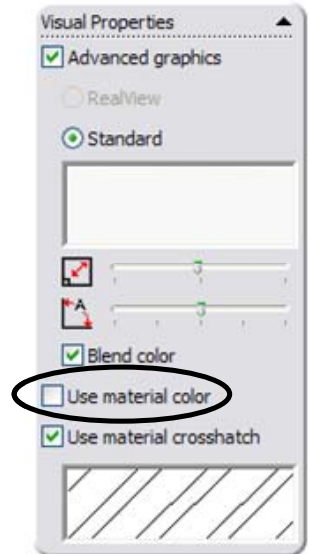 Visual Properties
Advanced graphics
RealView
Standard
A
Blend color
Use material color
Use material crosshatch